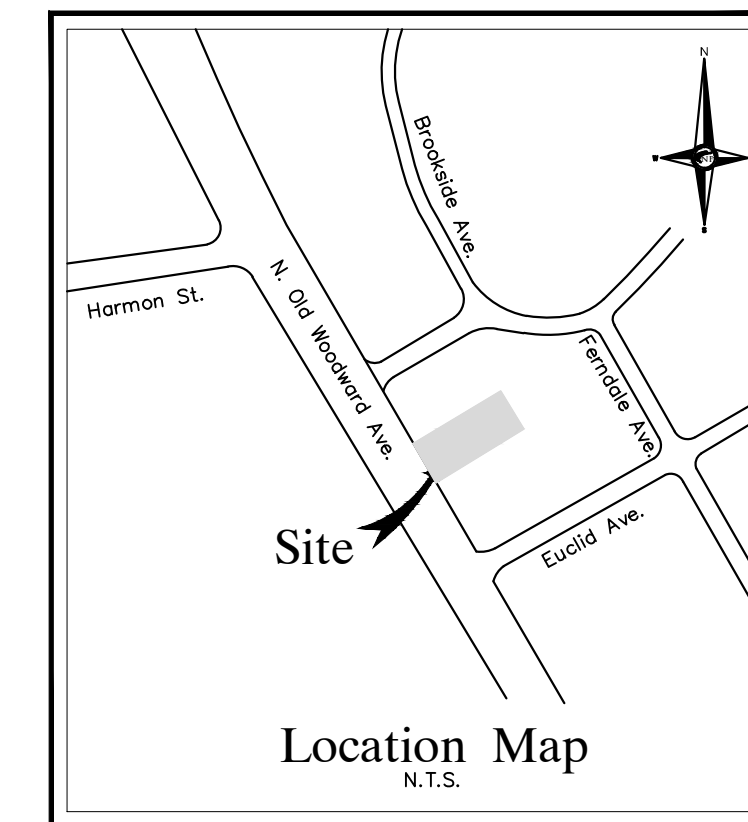 N
Brookside Ave.
W
S
N. Old Woodward Ave.
Harmon St.
Ferndale Ave.
Euclid Ave.
Site
Location Map
N.T.S.